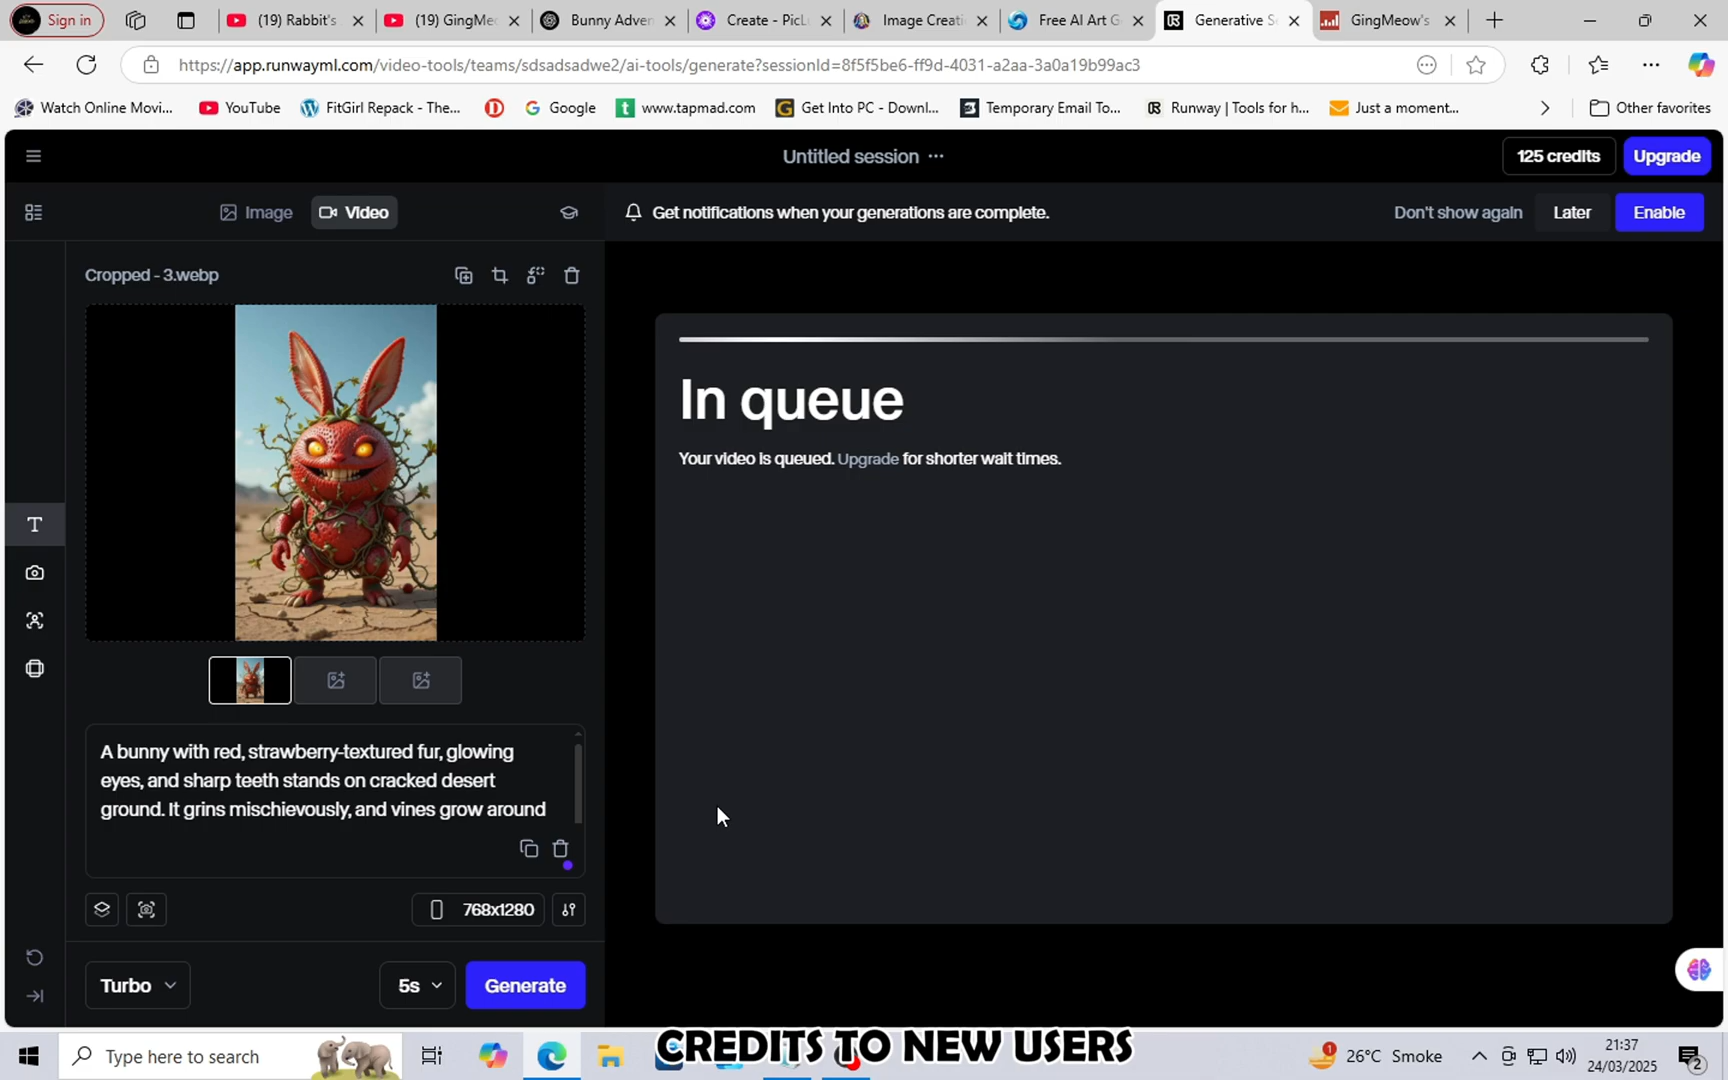 Sign in
(19) Rabbit's
(19) GingMeo
Bunny Adven
Create - PicLu
Image Creati
Free AI Art G
Generative Se
GingMeow's
https://app.runwayml.com/video-tools/teams/sdsadsadwe2/ai-tools/generate?sessionId=8f5f5be6-ff9d-4031-a2aa-3a0a19b99ac3
Watch Online Movi...
YouTube
FitGirl Repack - The...
Google
www.tapmad.com
Get Into PC - Downl...
Temporary Email To...
Runway | Tools for h...
Just a moment...
Other favorites
Untitled session ...
125 credits
Upgrade
Image
Video
Get notifications when your generations are complete.
Don't show again
Later
Enable
Cropped - 3.webp
In queue
Your video is queued. Upgrade for shorter wait times.
A bunny with red, strawberry-textured fur, glowing
eyes, and sharp teeth stands on cracked desert
ground. It grins mischievously, and vines grow around
768x1280
Turbo
5s
Generate
CREDITS TO NEW USERS
Type here to search
26°C Smoke
21:37
24/03/2025